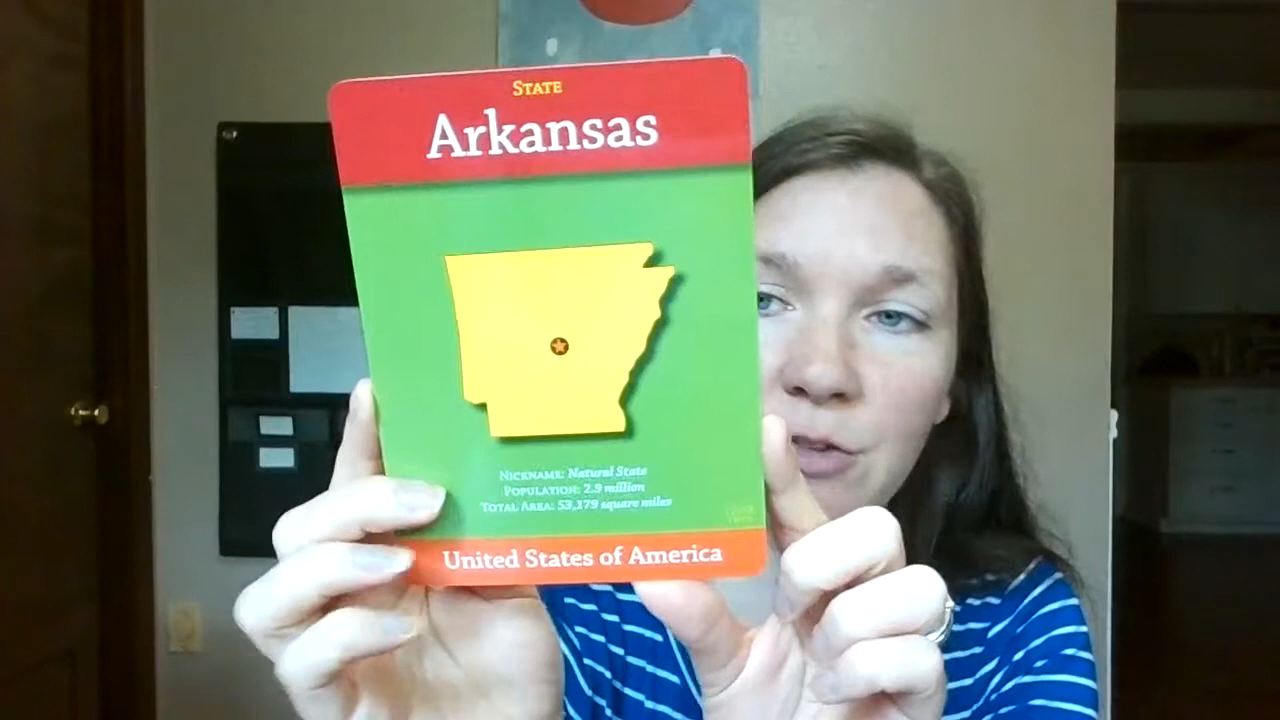 State
Arkansas
Nickname: Natural State
Population: 2.9 million
Total Area: 53,179 square miles
United States of America